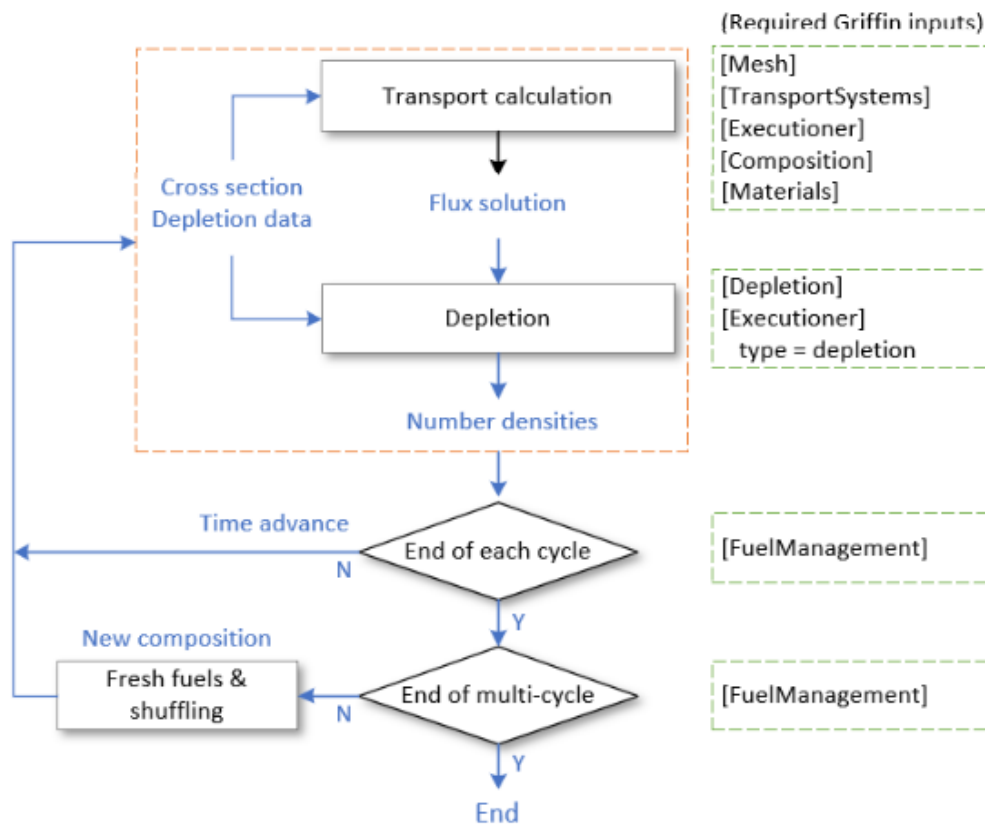 (Required Griffin inputs)
Transport calculation
[Mesh]
[TransportSystems]
[Executioner]
[Composition]
[Materials]
Cross section
Depletion data
Flux solution
Depletion
[Depletion]
[Executioner]
type = depletion
Number densities
Time advance
N
End of each cycle
[FuelManagement]
Y
New composition
Fresh fuels &
shuffling
N
End of multi-cycle
[FuelManagement]
Y
End